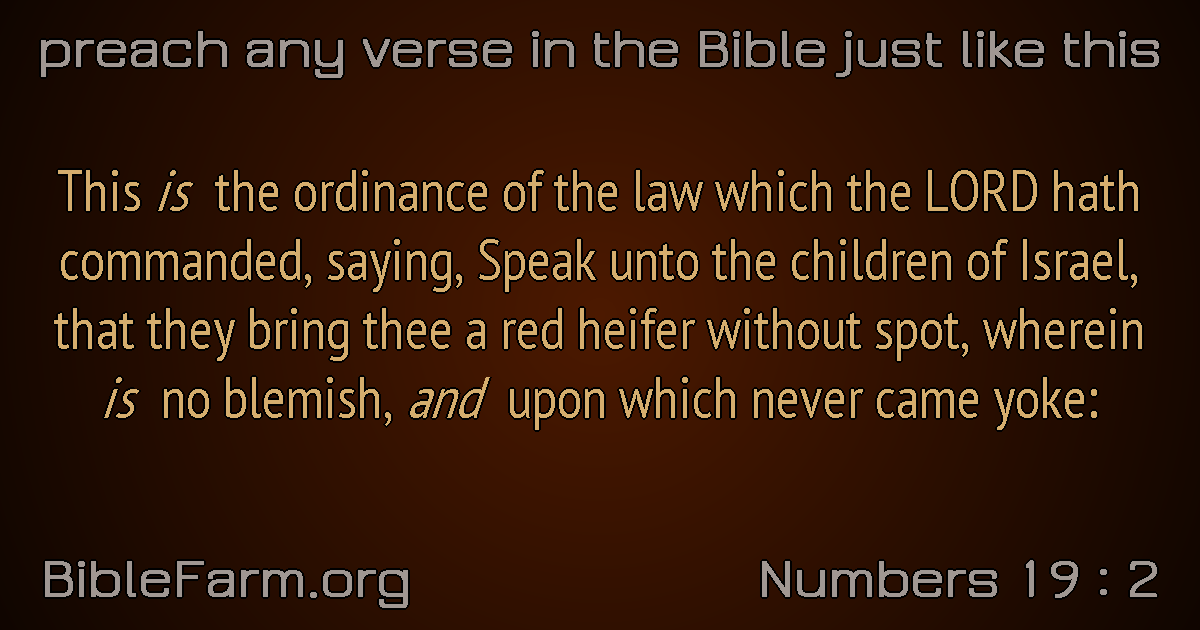 preach any verse in the Bible just like this
This is the ordinance of the law which the LORD hath
commanded, saying, Speak unto the children of Israel,
that they bring thee a red heifer without spot, wherein
is no blemish, and upon which never came yoke:
BibleFarm.org
Numbers 19 : 2